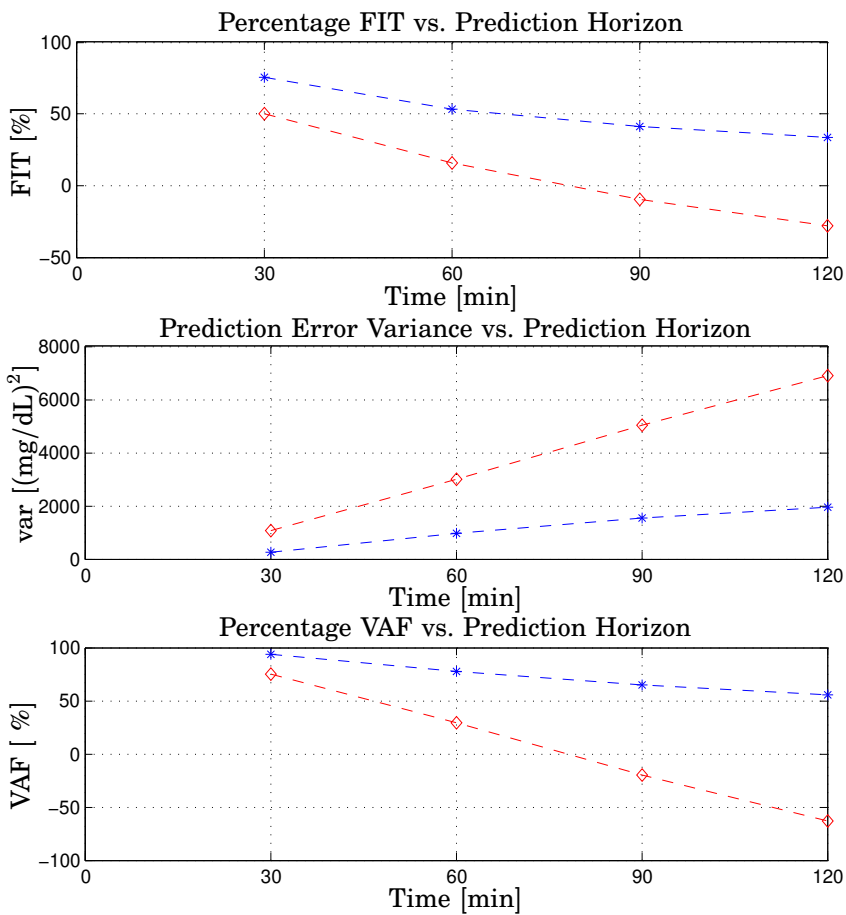 Percentage FIT vs. Prediction Horizon
100
50
0
−50
FIT [%]
0 30 60 90 120
Time [min]
Prediction Error Variance vs. Prediction Horizon
8000
6000
4000
2000
0
var [(mg/dL)²]
0 30 60 90 120
Time [min]
Percentage VAF vs. Prediction Horizon
100
50
0
−50
−100
VAF [ %]
0 30 60 90 120
Time [min]